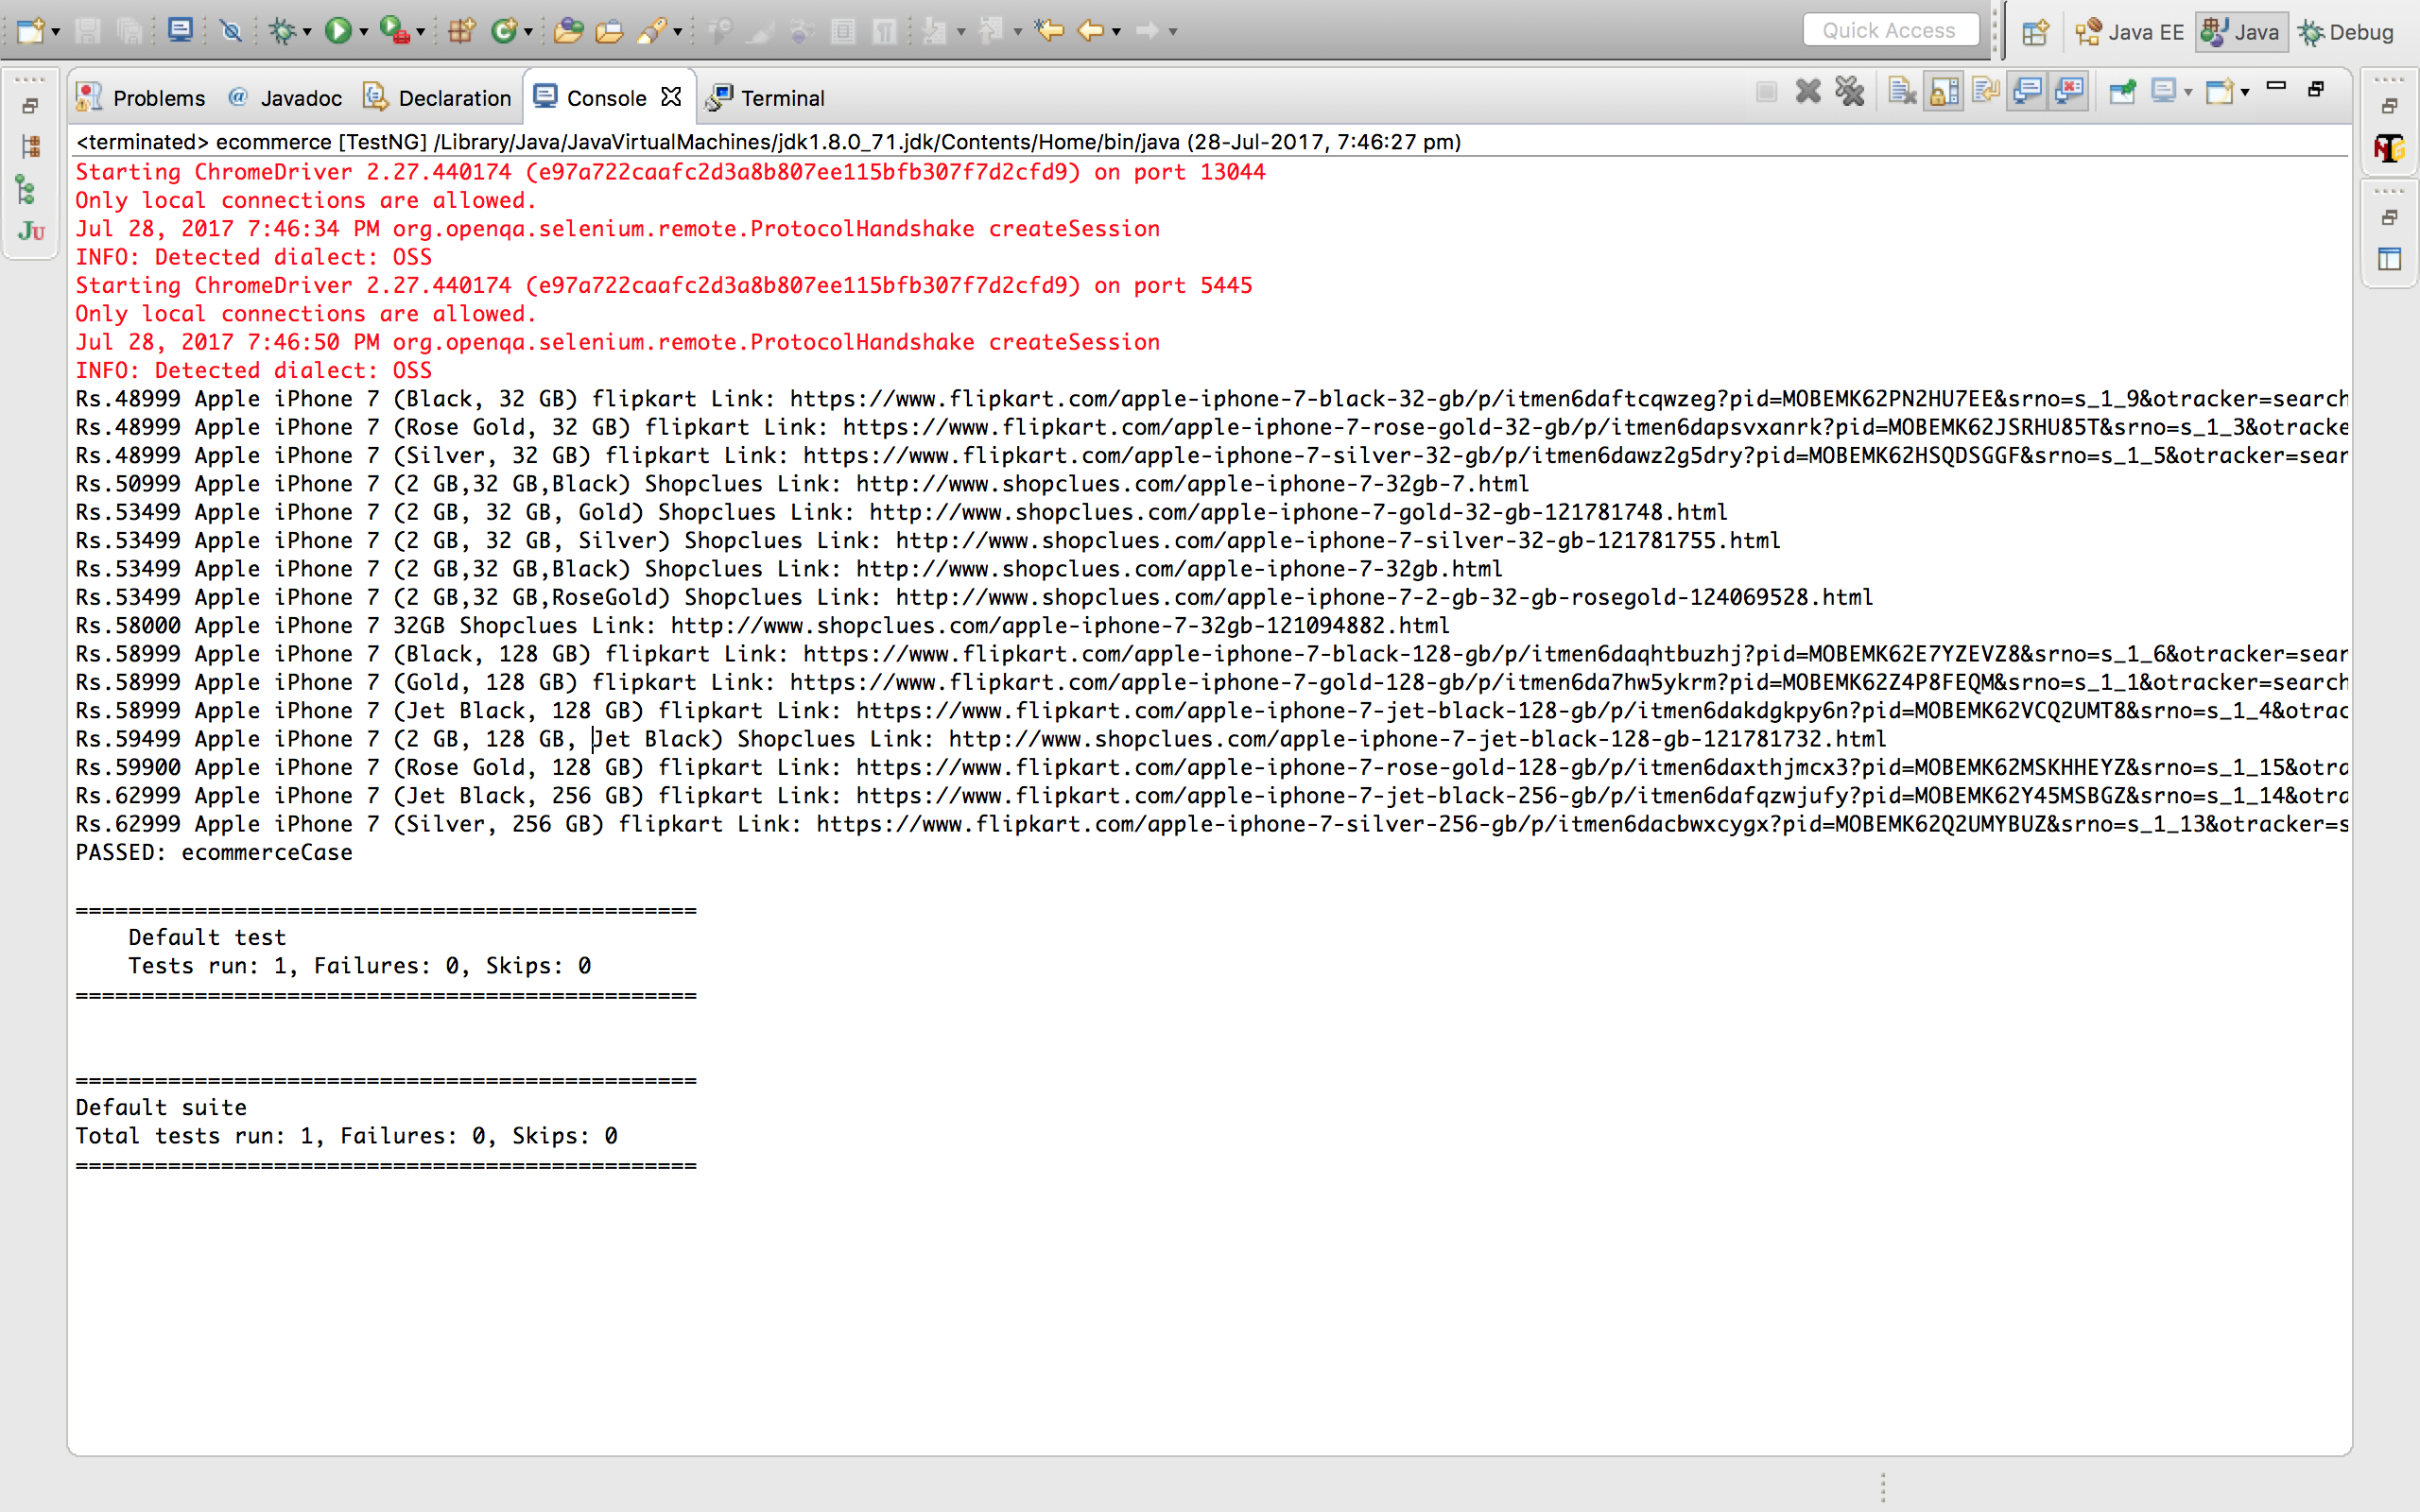 Quick Access
Java EE
Java
Debug
Problems
Javadoc
Declaration
Console
Terminal
<terminated> ecommerce [TestNG] /Library/Java/JavaVirtualMachines/jdk1.8.0_71.jdk/Contents/Home/bin/java (28-Jul-2017, 7:46:27 pm)
Starting ChromeDriver 2.27.440174 (e97a722caafc2d3a8b807ee115bfb307f7d2cfd9) on port 13044
Only local connections are allowed.
Jul 28, 2017 7:46:34 PM org.openqa.selenium.remote.ProtocolHandshake createSession
INFO: Detected dialect: OSS
Starting ChromeDriver 2.27.440174 (e97a722caafc2d3a8b807ee115bfb307f7d2cfd9) on port 5445
Only local connections are allowed.
Jul 28, 2017 7:46:50 PM org.openqa.selenium.remote.ProtocolHandshake createSession
INFO: Detected dialect: OSS
Rs.48999 Apple iPhone 7 (Black, 32 GB) flipkart Link: https://www.flipkart.com/apple-iphone-7-black-32-gb/p/itmen6daftcqwzeg?pid=MOBEMK62PN2HU7EE&srno=s_1_9&otracker=search
Rs.48999 Apple iPhone 7 (Rose Gold, 32 GB) flipkart Link: https://www.flipkart.com/apple-iphone-7-rose-gold-32-gb/p/itmen6dapsvxanrk?pid=MOBEMK62JSRHU85T&srno=s_1_3&otracke
Rs.48999 Apple iPhone 7 (Silver, 32 GB) flipkart Link: https://www.flipkart.com/apple-iphone-7-silver-32-gb/p/itmen6dawz2g5dry?pid=MOBEMK62HSQDSGGF&srno=s_1_5&otracker=sear
Rs.50999 Apple iPhone 7 (2 GB,32 GB,Black) Shopclues Link: http://www.shopclues.com/apple-iphone-7-32gb-7.html
Rs.53499 Apple iPhone 7 (2 GB, 32 GB, Gold) Shopclues Link: http://www.shopclues.com/apple-iphone-7-gold-32-gb-121781748.html
Rs.53499 Apple iPhone 7 (2 GB, 32 GB, Silver) Shopclues Link: http://www.shopclues.com/apple-iphone-7-silver-32-gb-121781755.html
Rs.53499 Apple iPhone 7 (2 GB,32 GB,Black) Shopclues Link: http://www.shopclues.com/apple-iphone-7-32gb.html
Rs.53499 Apple iPhone 7 (2 GB,32 GB,RoseGold) Shopclues Link: http://www.shopclues.com/apple-iphone-7-2-gb-32-gb-rosegold-124069528.html
Rs.58000 Apple iPhone 7 32GB Shopclues Link: http://www.shopclues.com/apple-iphone-7-32gb-121094882.html
Rs.58999 Apple iPhone 7 (Black, 128 GB) flipkart Link: https://www.flipkart.com/apple-iphone-7-black-128-gb/p/itmen6daqhtbuzhj?pid=MOBEMK62E7YZEVZ8&srno=s_1_6&otracker=sear
Rs.58999 Apple iPhone 7 (Gold, 128 GB) flipkart Link: https://www.flipkart.com/apple-iphone-7-gold-128-gb/p/itmen6da7hw5ykrm?pid=MOBEMK62Z4P8FEQM&srno=s_1_1&otracker=search
Rs.58999 Apple iPhone 7 (Jet Black, 128 GB) flipkart Link: https://www.flipkart.com/apple-iphone-7-jet-black-128-gb/p/itmen6dakdgkpy6n?pid=MOBEMK62VCQ2UMT8&srno=s_1_4&otrac
Rs.59499 Apple iPhone 7 (2 GB, 128 GB, Jet Black) Shopclues Link: http://www.shopclues.com/apple-iphone-7-jet-black-128-gb-121781732.html
Rs.59900 Apple iPhone 7 (Rose Gold, 128 GB) flipkart Link: https://www.flipkart.com/apple-iphone-7-rose-gold-128-gb/p/itmen6daxthjmcx3?pid=MOBEMK62MSKHHEYZ&srno=s_1_15&otra
Rs.62999 Apple iPhone 7 (Jet Black, 256 GB) flipkart Link: https://www.flipkart.com/apple-iphone-7-jet-black-256-gb/p/itmen6dafqzwjufy?pid=MOBEMK62Y45MSBGZ&srno=s_1_14&otra
Rs.62999 Apple iPhone 7 (Silver, 256 GB) flipkart Link: https://www.flipkart.com/apple-iphone-7-silver-256-gb/p/itmen6dacbwxcygx?pid=MOBEMK62Q2UMYBUZ&srno=s_1_13&otracker=s
PASSED: ecommerceCase
===============================================
Default test
Tests run: 1, Failures: 0, Skips: 0
===============================================
===============================================
Default suite
Total tests run: 1, Failures: 0, Skips: 0
===============================================